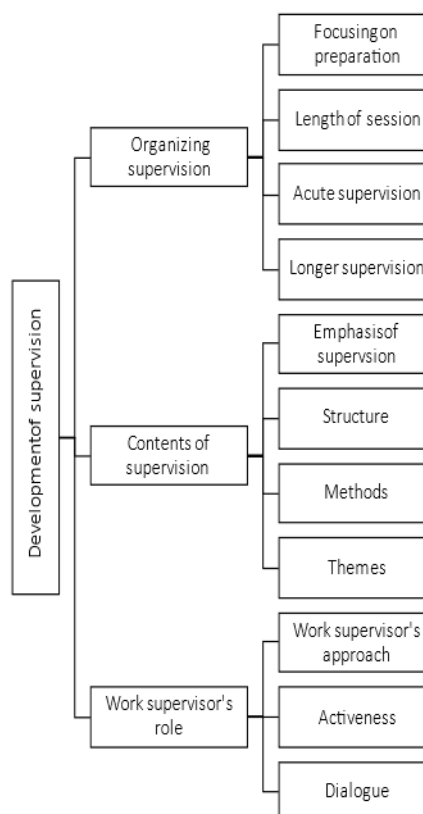 Developmentof supervision
Organizing
supervision
Focusingon
preparation
Length of session
Acute supervision
Longer supervision
Contents of
supervision
Emphasisof
supervsion
Structure
Methods
Themes
Work supervisor's
role
Work supervisor's
approach
Activeness
Dialogue